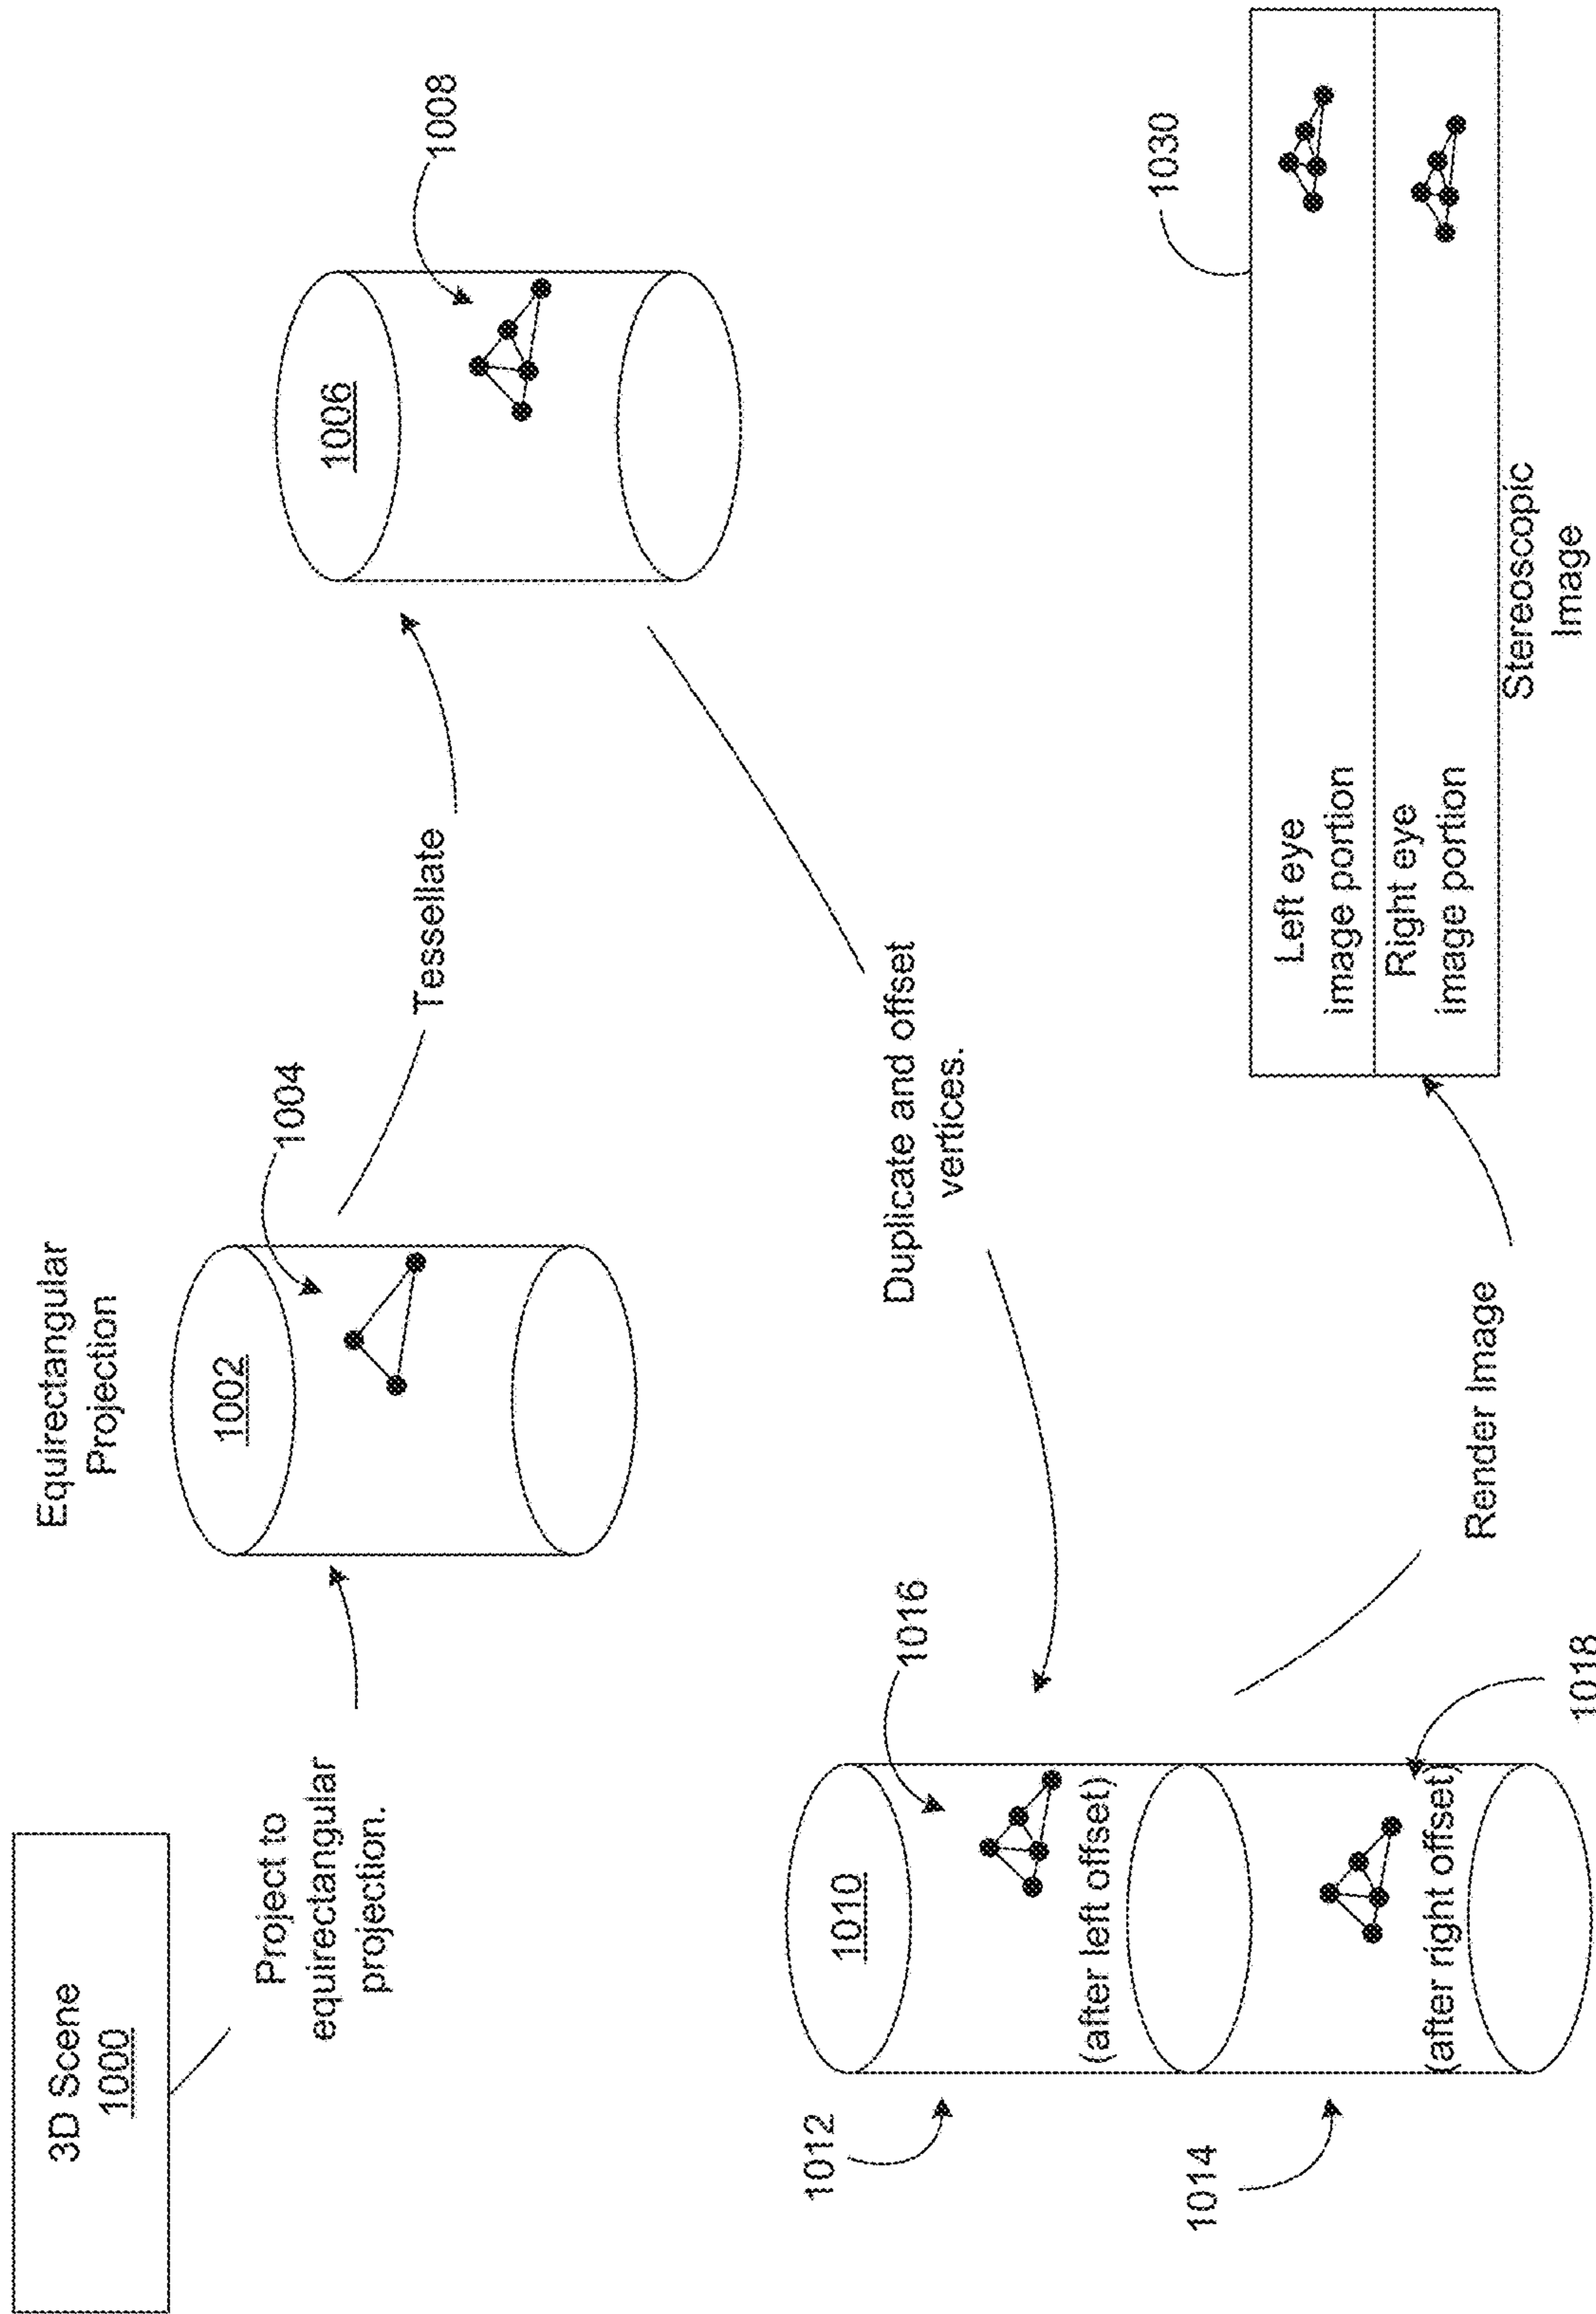 3D Scene
1000
Project to
equirectangular
projection.
Equirectangular
Projection
1002
1004
Tessellate
1006
1008
Duplicate and offset
vertices.
1010
1012
1014
1016
(after left offset)
(after right offset)
1018
Render Image
1030
Left eye
image portion
Right eye
image portion
Stereoscopic
Image